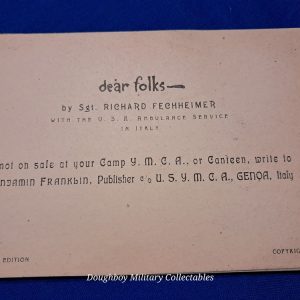 dear folks—
by Sgt. RICHARD FECHHEIMER
WITH THE U. S. A. AMBULANCE SERVICE
IN ITALY
not on sale at your Camp Y. M. C. A., or Canteen, write to
NJAMIN FRANKLIN, Publisher c/o U. S. Y. M. C. A., GENOA, Italy
EDITION
COPYRIG
Doughboy Military Collectables